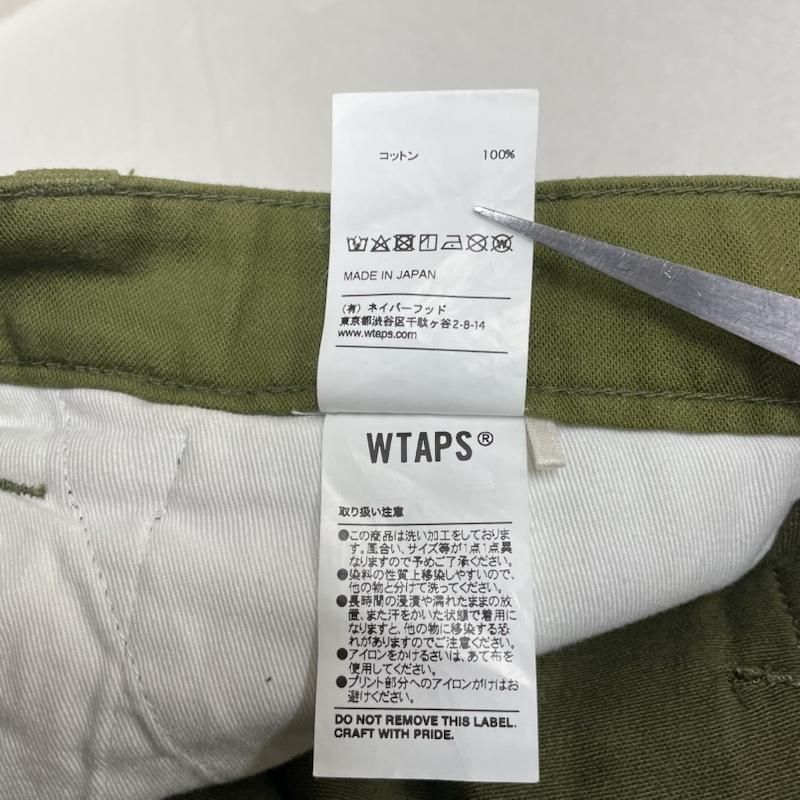 コットン 100%
MADE IN JAPAN
(有) ネイバーフッド
東京都渋谷区千駄ヶ谷2-8-14
www.wtaps.com
WTAPS®
取り扱い注意
●この商品は洗い加工をしておりま
す。風合い、サイズ等が1点1点異
なりますので予めご了承ください。
●染料の性質上移染しやすいので、
他の物と分けて洗ってください。
●長時間の浸漬や濡れたままの放
置、また汗をかいた状態で着用に
なりますと、他の物に移染する恐
れがありますのでご注意ください。
●アイロンをかけるさいは、あて布を
使用してください。
●プリント部分へのアイロンがけはお
避けください。
DO NOT REMOVE THIS LABEL.
CRAFT WITH PRIDE.